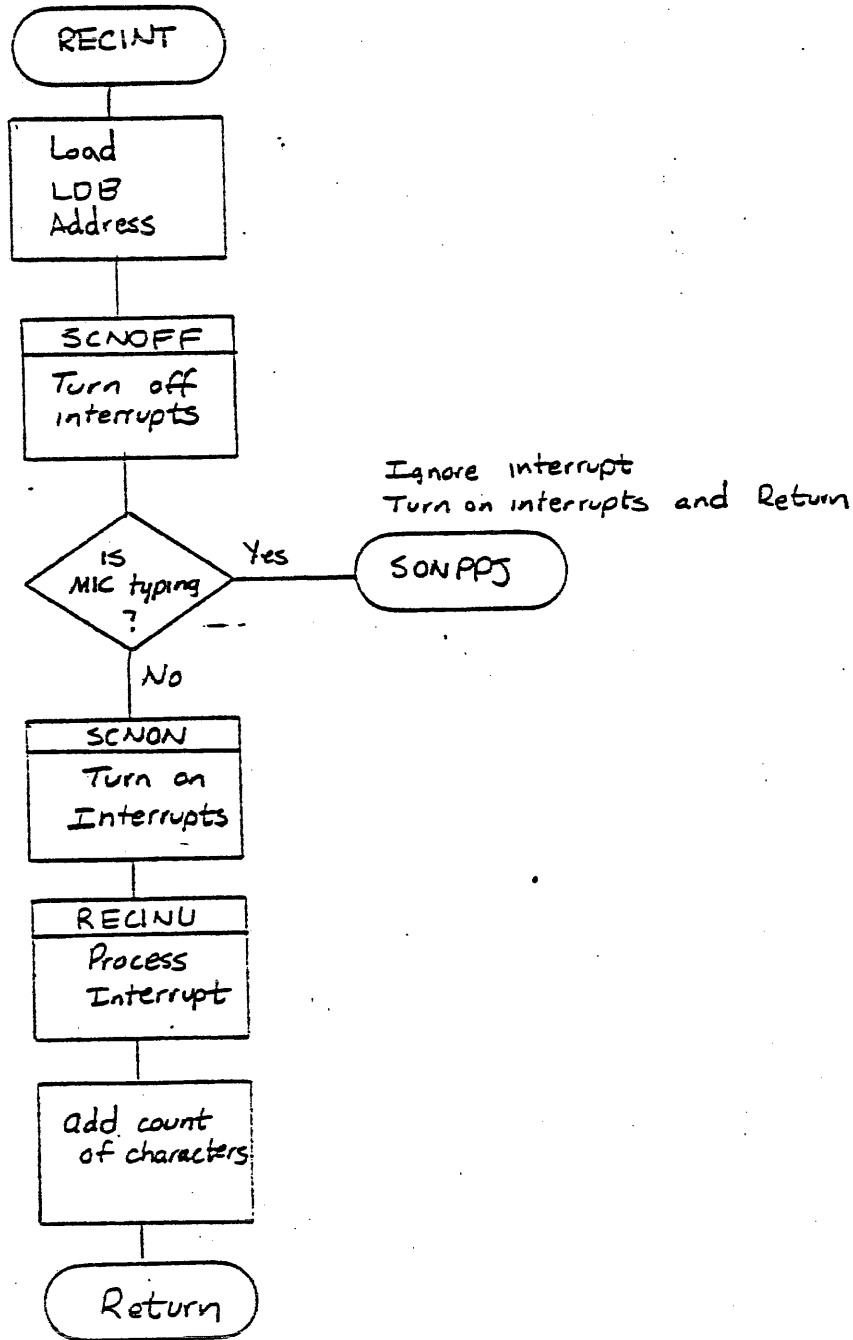 RECINT
Load
LDB
Address
SCNOFF
Turn off
interrupts
Ignore interrupt
Turn on interrupts and Return
Is
MIC typing
?
Yes
SONPPJ
No
SCNON
Turn on
Interrupts
RECINU
Process
Interrupt
add count
of characters
Return